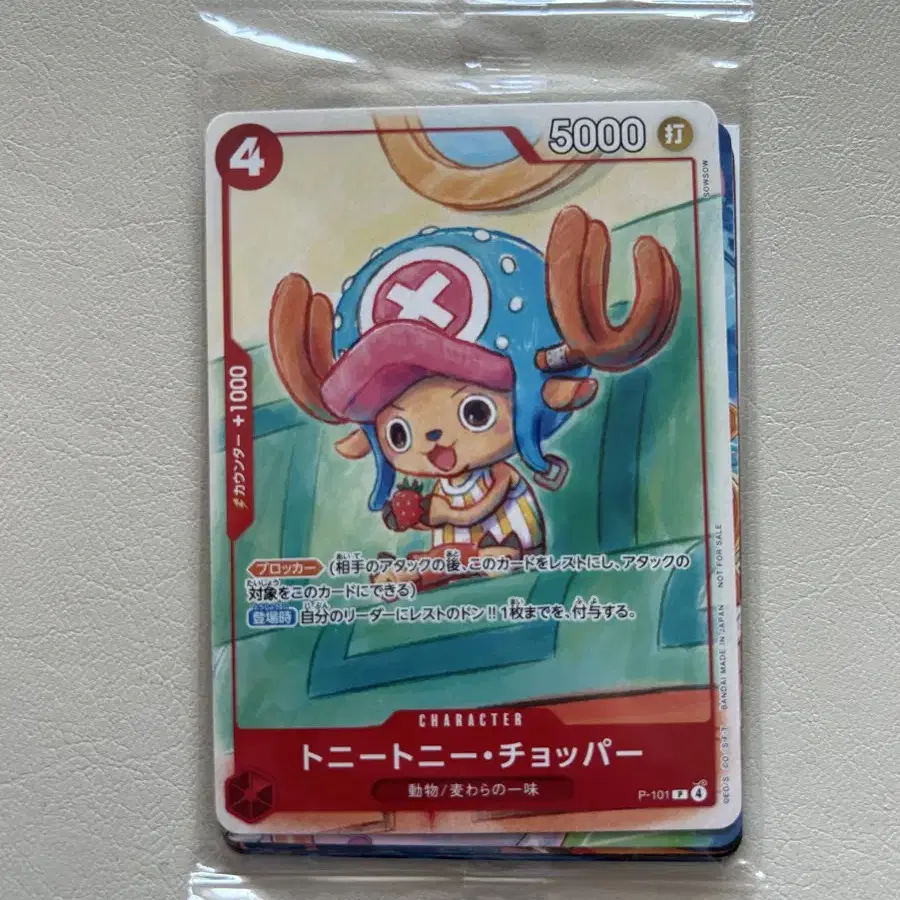 4
5000 打
SOWSOW
カウンター +1000
ブロッカー (相手のアタックの後、このカードをレストにし、アタックの
対象をこのカードにできる)
登場時 自分のリーダーにレストのドン!!1枚までを、付与する。
CHARACTER
トニートニー・チョッパー
動物/麦わらの一味
P-101 P 4
BANDAI MADE IN JAPAN NOT FOR SALE